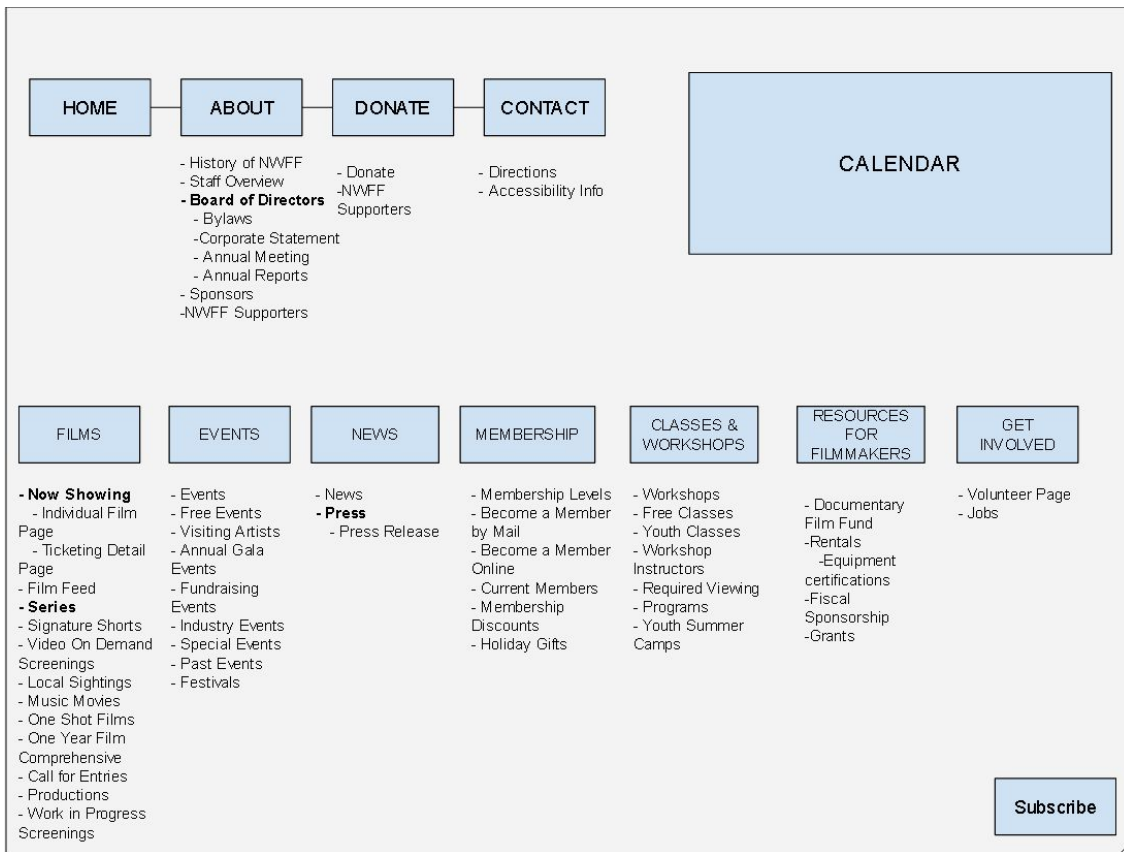 HOME
ABOUT
DONATE
CONTACT
CALENDAR
- History of NWFF
- Staff Overview
- Board of Directors
- Bylaws
-Corporate Statement
- Annual Meeting
- Annual Reports
- Sponsors
-NWFF Supporters
- Donate
-NWFF
Supporters
- Directions
- Accessibility Info
FILMS
- Now Showing
- Individual Film
Page
- Ticketing Detail
Page
- Film Feed
- Series
- Signature Shorts
- Video On Demand
Screenings
- Local Sightings
- Music Movies
- One Shot Films
- One Year Film
Comprehensive
- Call for Entries
- Productions
- Work in Progress
Screenings
EVENTS
- Events
- Free Events
- Visiting Artists
- Annual Gala
Events
- Fundraising
Events
- Industry Events
- Special Events
- Past Events
- Festivals
NEWS
- News
- Press
- Press Release
MEMBERSHIP
- Membership Levels
- Become a Member
by Mail
- Become a Member
Online
- Current Members
- Membership
Discounts
- Holiday Gifts
CLASSES &
WORKSHOPS
- Workshops
- Free Classes
- Youth Classes
- Workshop
Instructors
- Required Viewing
- Programs
- Youth Summer
Camps
RESOURCES
FOR
FILMMAKERS
- Documentary
Film Fund
-Rentals
-Equipment
certifications
-Fiscal
Sponsorship
-Grants
GET
INVOLVED
- Volunteer Page
- Jobs
Subscribe